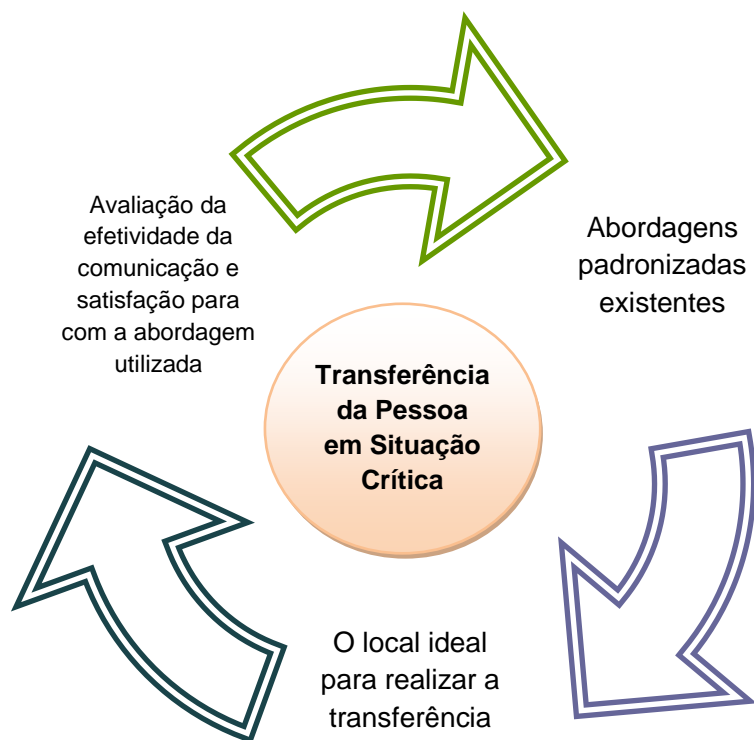 Avaliação da
efetividade da
comunicação e
satisfação para
com a abordagem
utilizada
Abordagens
padronizadas
existentes
Transferência
da Pessoa
em Situação
Crítica
O local ideal
para realizar a
transferência